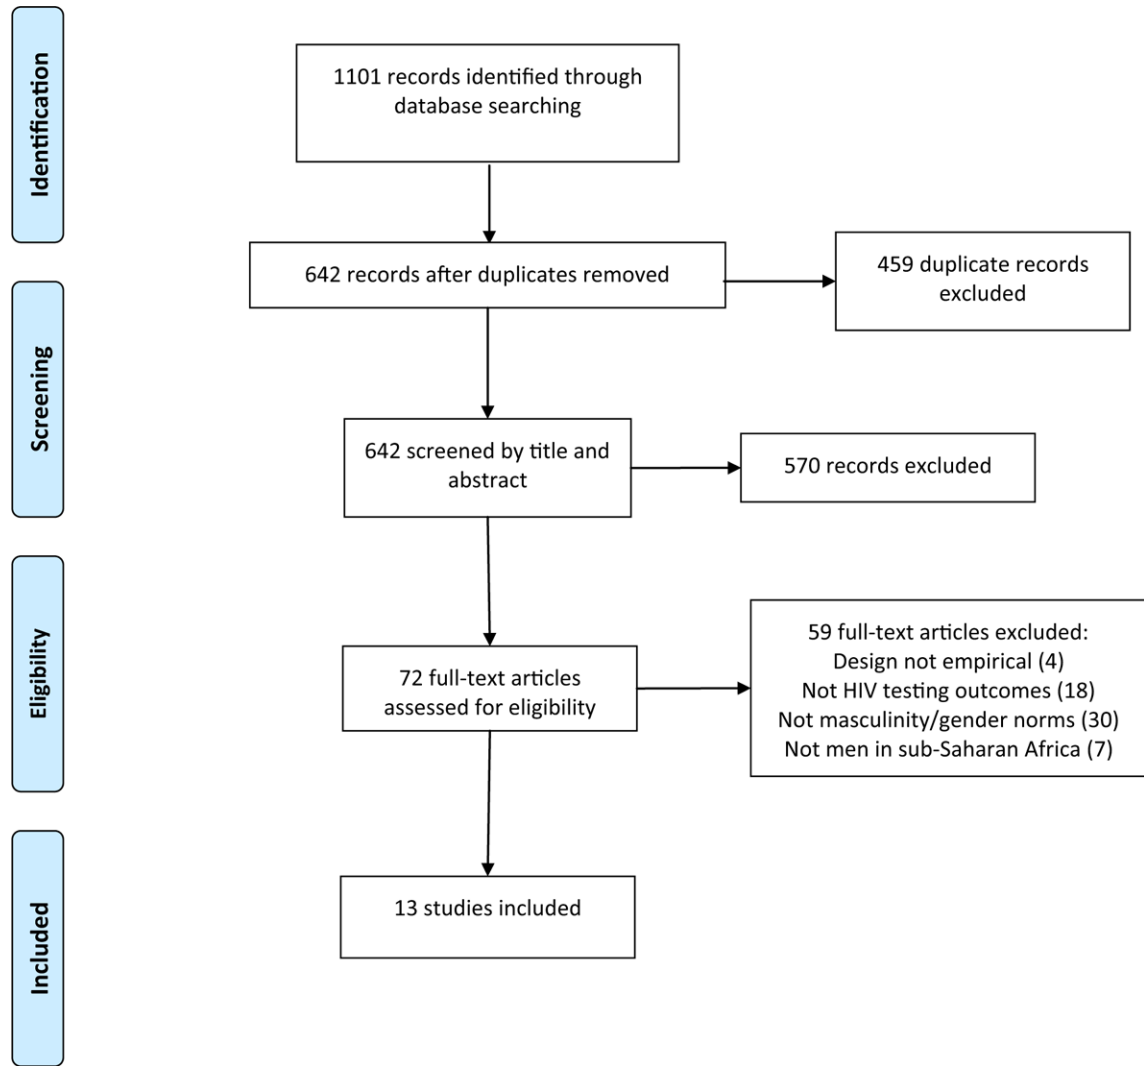 Identification
1101 records identified through
database searching
642 records after duplicates removed
459 duplicate records
excluded
Screening
642 screened by title and
abstract
570 records excluded
Eligibility
72 full-text articles
assessed for eligibility
59 full-text articles excluded:
Design not empirical (4)
Not HIV testing outcomes (18)
Not masculinity/gender norms (30)
Not men in sub-Saharan Africa (7)
Included
13 studies included